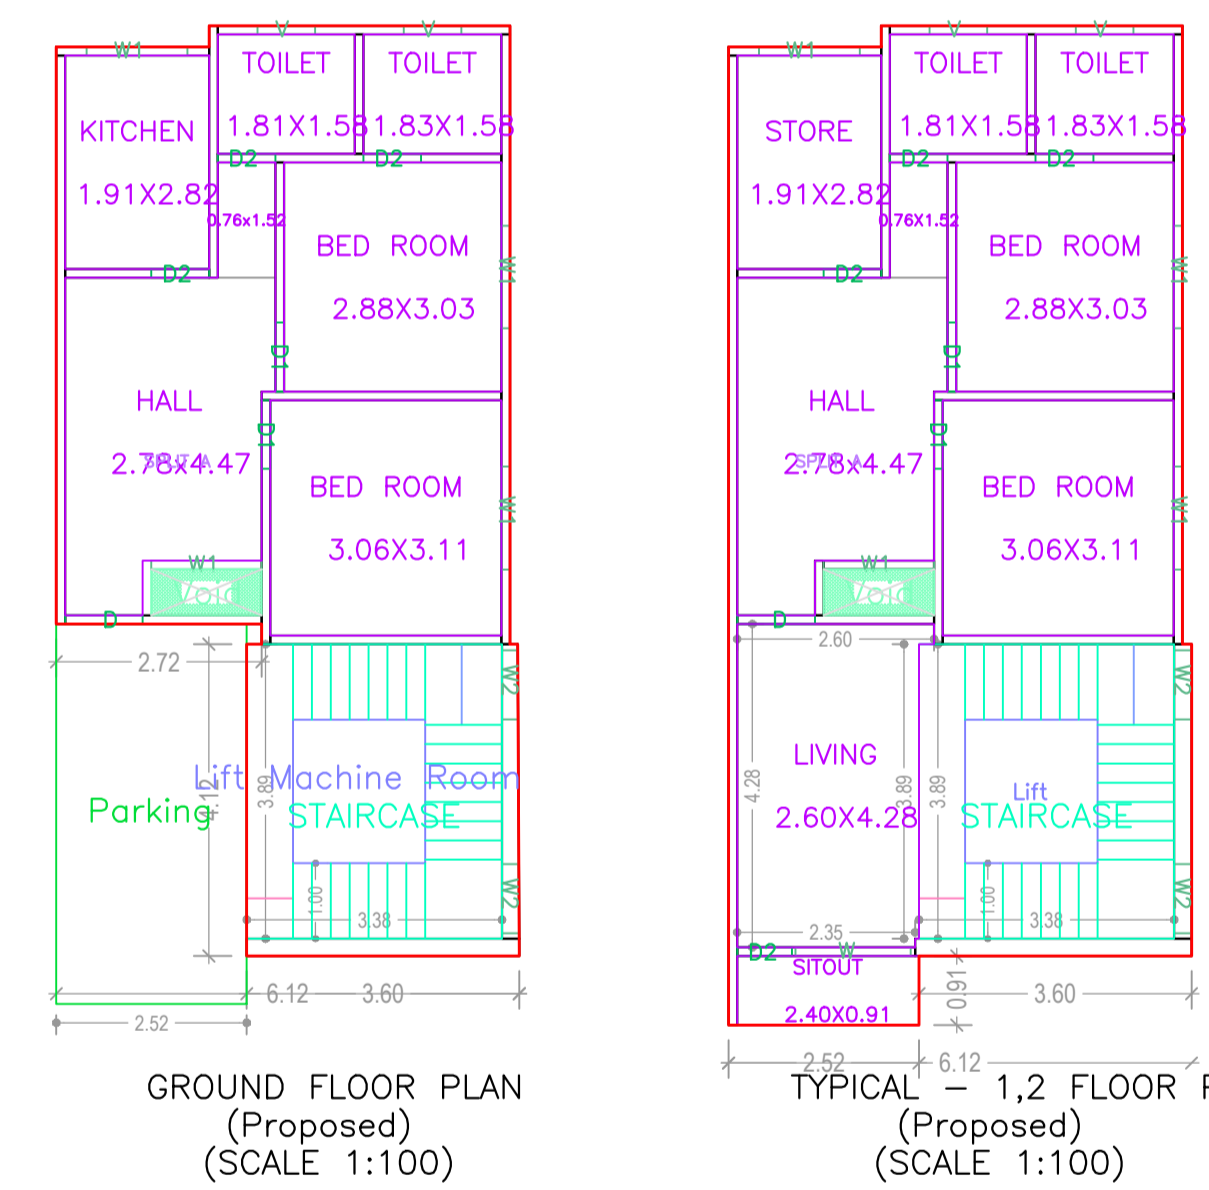 V
V
W1
TOILET
TOILET
KITCHEN
1.81X1.58
1.83X1.58
D2
D2
1.91X2.82
0.76x1.52
BED ROOM
W1
D2
2.88X3.03
D1
HALL
D1
2.78x4.47
SPLIT A
BED ROOM
W1
3.06X3.11
W1
Void
D
2.72
W2
Lift Machine Room
4.12
3.89
Parking
STAIRCASE
W2
1.00
3.38
6.12
3.60
2.52
GROUND FLOOR PLAN
(Proposed)
(SCALE 1:100)
V
V
W1
TOILET
TOILET
STORE
1.81X1.58
1.83X1.58
D2
D2
1.91X2.82
0.76x1.52
BED ROOM
W1
D2
2.88X3.03
D1
HALL
D1
2.78x4.47
SPLIT A
BED ROOM
W1
3.06X3.11
W1
Void
D
2.60
W2
LIVING
4.28
3.89
3.89
Lift
2.60X4.28
STAIRCASE
W2
1.00
3.38
2.35
D2
W
SITOUT
2.40X0.91
0.91
3.60
2.52
6.12
TYPICAL – 1,2 FLOOR
(Proposed)
(SCALE 1:100)